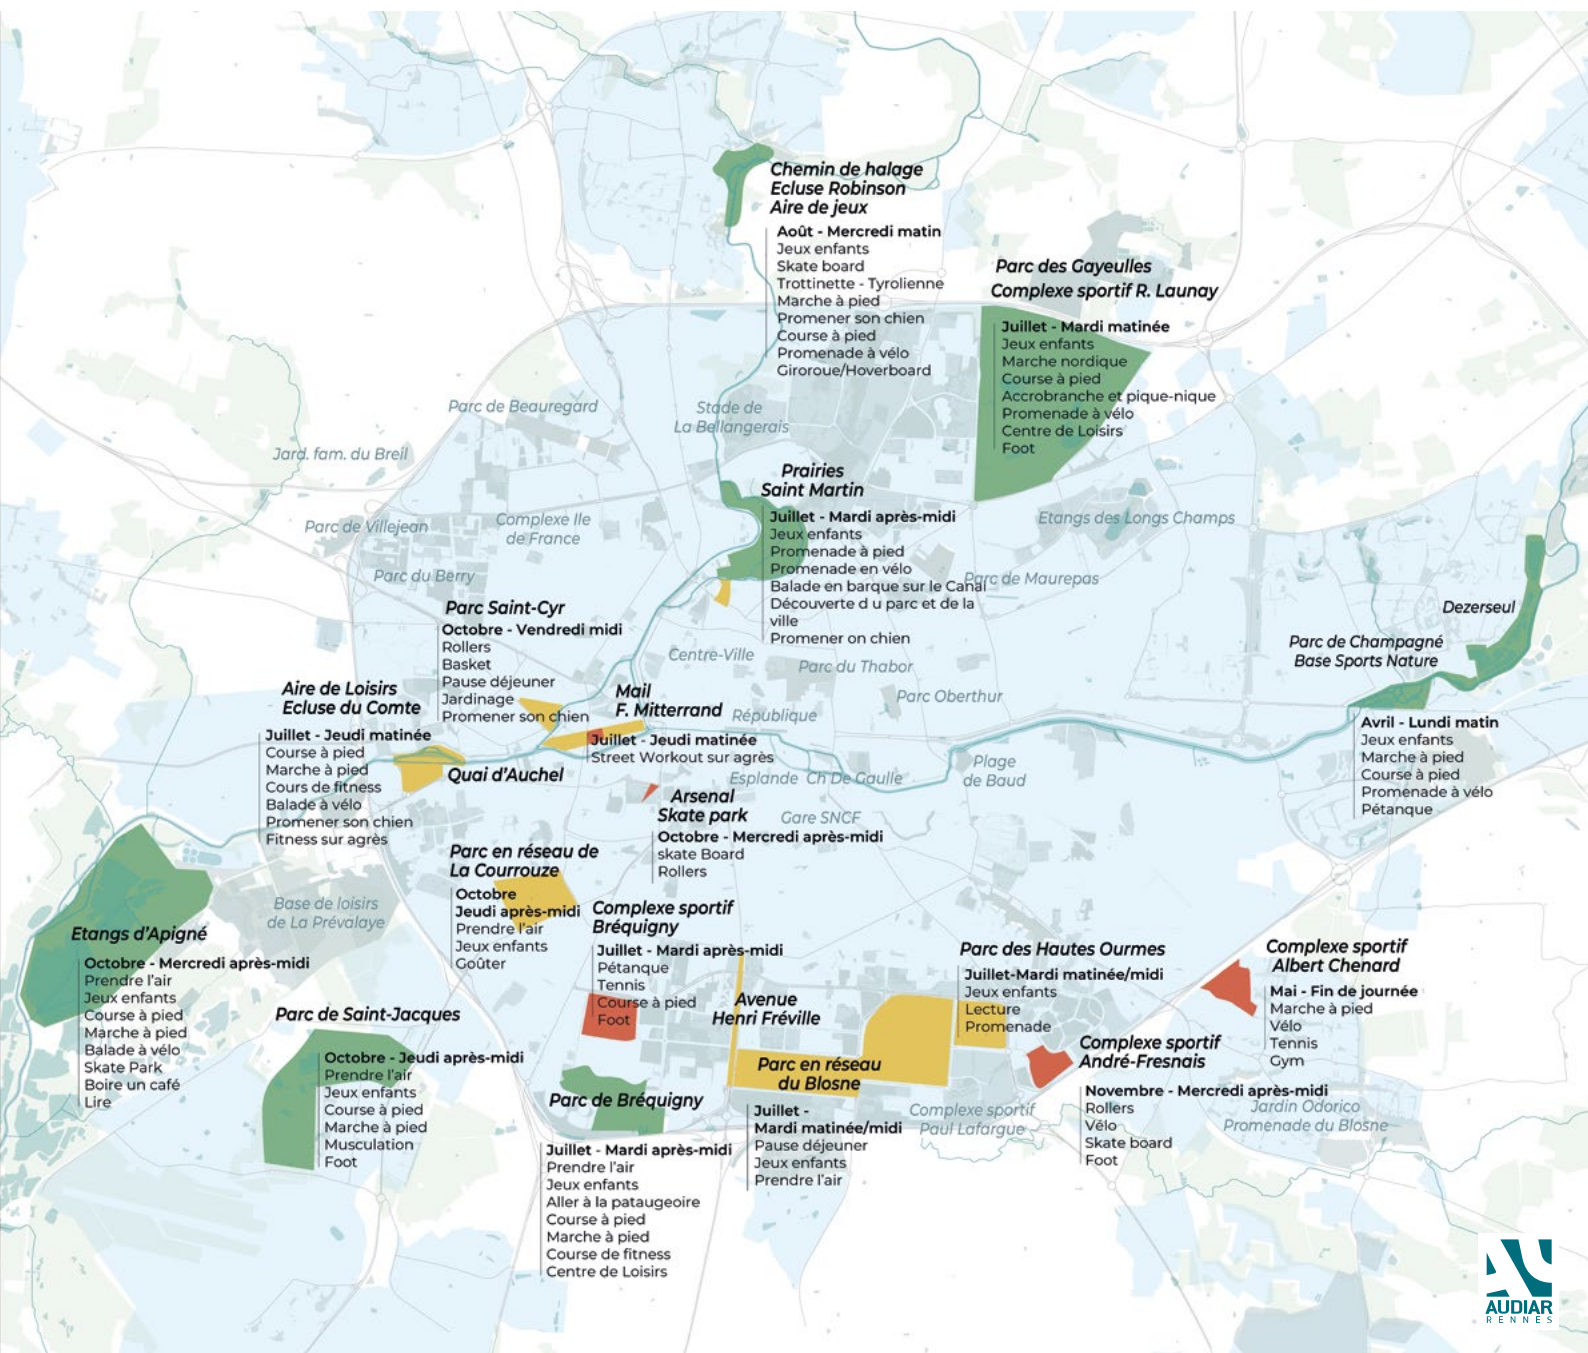 Chemin de halage
Ecluse Robinson
Aire de jeux
Août - Mercredi matin
Jeux enfants
Skate board
Trottinette - Tyrolienne
Marche à pied
Promener son chien
Course à pied
Promenade à vélo
Giroroue/Hoverboard
Parc des Gayeulles
Complexe sportif R. Launay
Juillet - Mardi matinée
Jeux enfants
Marche nordique
Course à pied
Accrobranche et pique-nique
Promenade à vélo
Centre de Loisirs
Foot
Parc de Beauregard
Stade de
La Bellangerais
Jard. fam. du Breil
Prairies
Saint Martin
Juillet - Mardi après-midi
Jeux enfants
Promenade à pied
Promenade en vélo
Balade en barque sur le Canal
Découverte d u parc et de la
ville
Promener on chien
Parc de Villejean
Complexe Ile
de France
Etangs des Longs Champs
Parc du Berry
Parc de Maurepas
Parc Saint-Cyr
Octobre - Vendredi midi
Rollers
Basket
Pause déjeuner
Jardinage
Promener son chien
Dezerseul
Parc de Champagné
Base Sports Nature
Avril - Lundi matin
Jeux enfants
Marche à pied
Course à pied
Promenade à vélo
Pétanque
Centre-Ville
Parc du Thabor
Parc Oberthur
République
Aire de Loisirs
Ecluse du Comte
Juillet - Jeudi matinée
Course à pied
Marche à pied
Cours de fitness
Balade à vélo
Promener son chien
Fitness sur agrès
Mail
F. Mitterrand
Juillet - Jeudi matinée
Street Workout sur agrès
Quai d'Auchel
Esplande Ch De Gaulle
Plage
de Baud
Arsenal
Skate park
Octobre - Mercredi après-midi
skate Board
Rollers
Gare SNCF
Parc en réseau de
La Courrouze
Octobre
Jeudi après-midi
Prendre l'air
Jeux enfants
Goûter
Base de loisirs
de La Prévalaye
Complexe sportif
Bréquigny
Juillet - Mardi après-midi
Pétanque
Tennis
Course à pied
Foot
Etangs d'Apigné
Octobre - Mercredi après-midi
Prendre l'air
Jeux enfants
Course à pied
Marche à pied
Balade à vélo
Skate Park
Boire un café
Lire
Parc de Saint-Jacques
Octobre - Jeudi après-midi
Prendre l'air
Jeux enfants
Course à pied
Marche à pied
Musculation
Foot
Avenue
Henri Fréville
Parc des Hautes Ourmes
Juillet-Mardi matinée/midi
Jeux enfants
Lecture
Promenade
Complexe sportif
Albert Chenard
Mai - Fin de journée
Marche à pied
Vélo
Tennis
Gym
Complexe sportif
André-Fresnais
Novembre - Mercredi après-midi
Rollers
Vélo
Skate board
Foot
Jardin Odorico
Promenade du Blosne
Parc en réseau
du Blosne
Juillet -
Mardi matinée/midi
Pause déjeuner
Jeux enfants
Prendre l'air
Complexe sportif
Paul Lafargue
Parc de Bréquigny
Juillet - Mardi après-midi
Prendre l'air
Jeux enfants
Aller à la pataugeoire
Course à pied
Marche à pied
Course de fitness
Centre de Loisirs
AUDIAR
RENNES